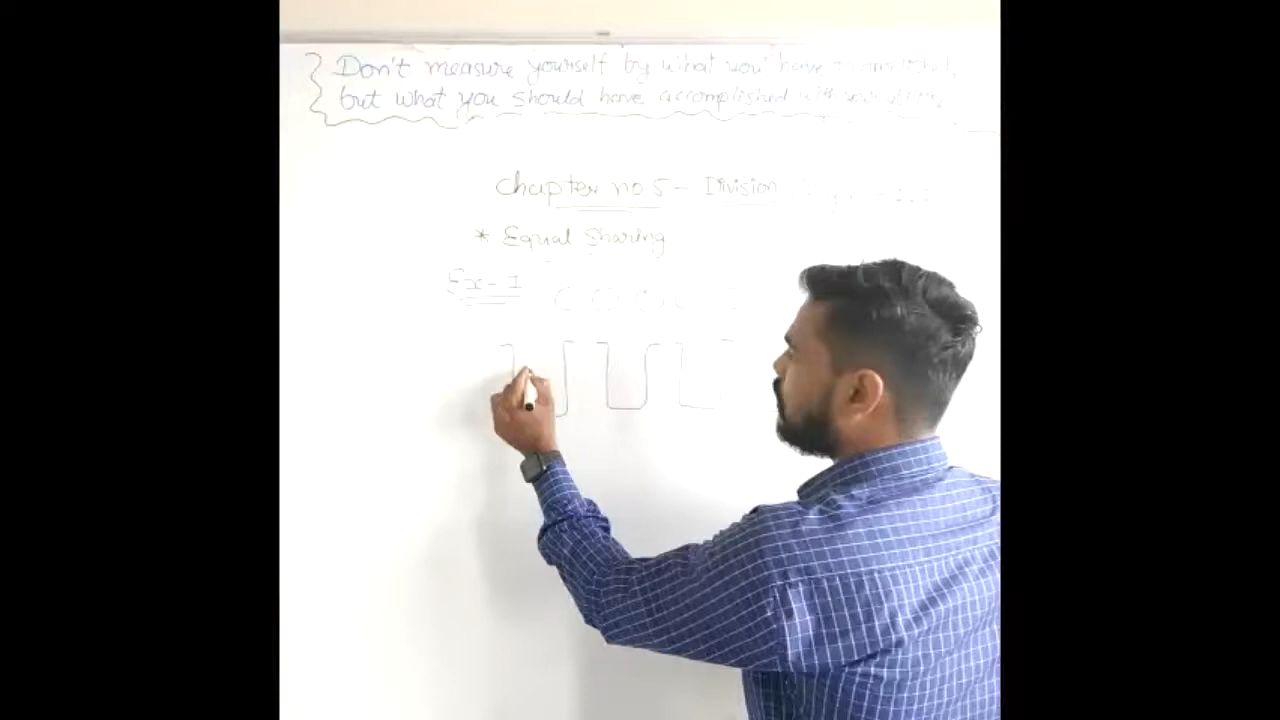 Don't measure yourself by what you have accomplished,
but what you should have accomplished with your
Chapter no 5 - Division
* Equal Sharing
Ex - 1